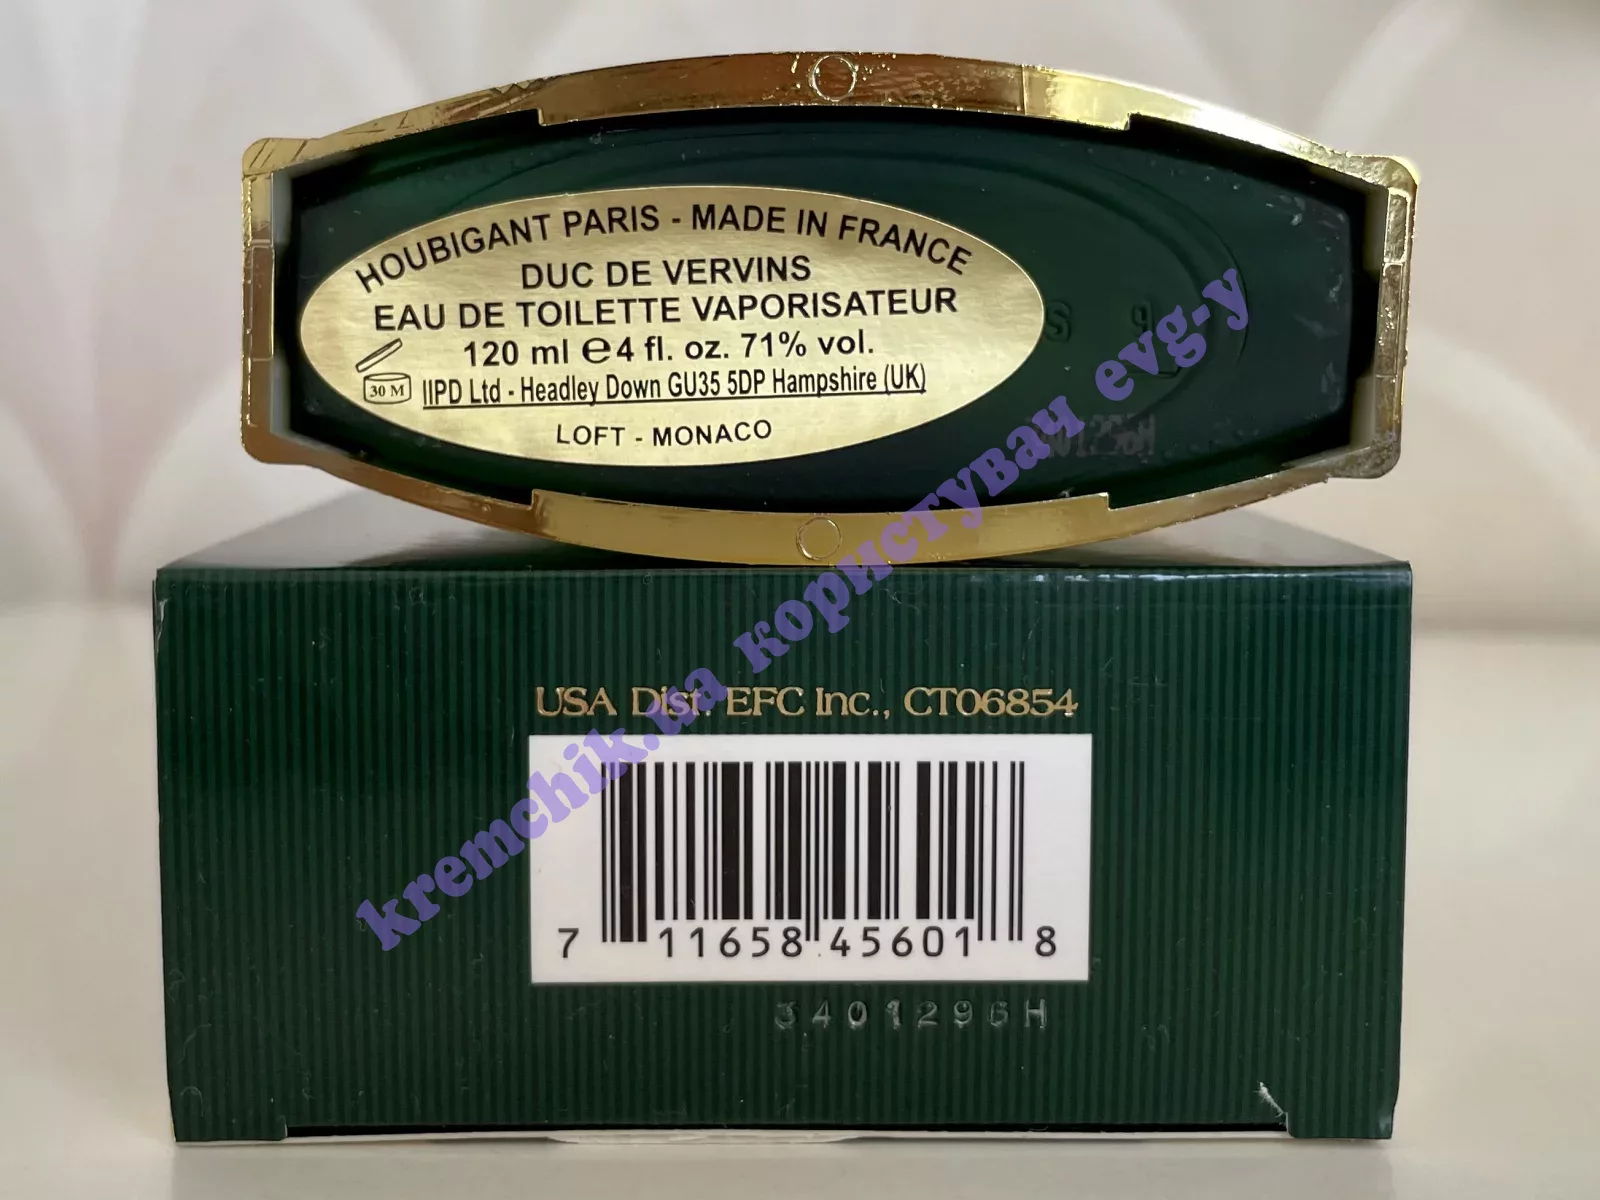 HOUBIGANT PARIS - MADE IN FRANCE
DUC DE VERVINS
EAU DE TOILETTE VAPORISATEUR
120 ml e 4 fl. oz. 71% vol.
30 M
IIPD Ltd - Headley Down GU35 5DP Hampshire (UK)
LOFT - MONACO
USA Dist. EFC Inc., CT06854
7 11658 45601 8
3401296H
kremchik.ua користувач evg-y